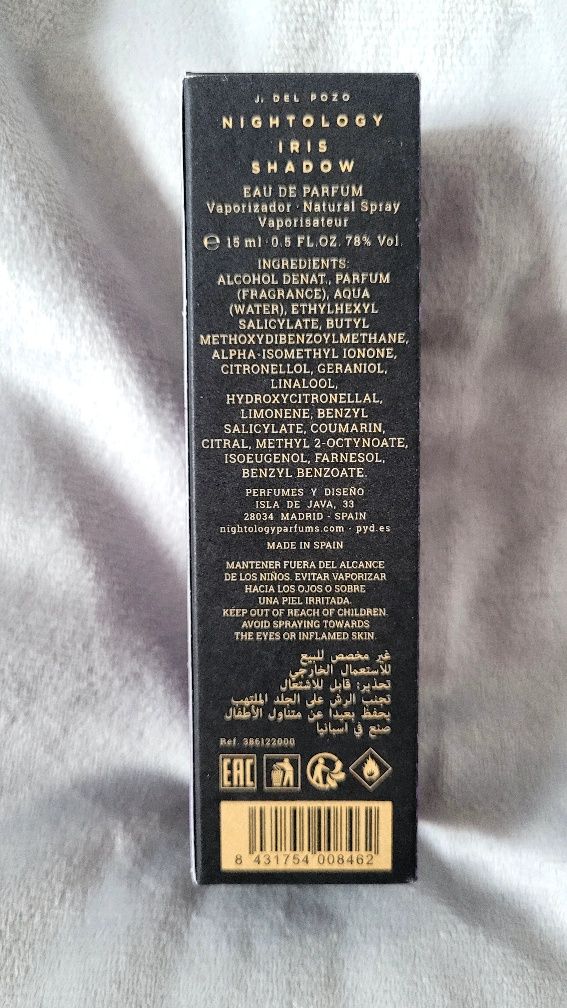 J. DEL POZO
NIGHTOLOGY
IRIS
SHADOW
EAU DE PARFUM
Vaporizador · Natural Spray
Vaporisateur
℮ 15 ml · 0.5 FL.OZ. 78% Vol.
INGREDIENTS:
ALCOHOL DENAT., PARFUM
(FRAGRANCE), AQUA
(WATER), ETHYLHEXYL
SALICYLATE, BUTYL
METHOXYDIBENZOYLMETHANE,
ALPHA-ISOMETHYL IONONE,
CITRONELLOL, GERANIOL,
LINALOOL,
HYDROXYCITRONELLAL,
LIMONENE, BENZYL
SALICYLATE, COUMARIN,
CITRAL, METHYL 2-OCTYNOATE,
ISOEUGENOL, FARNESOL,
BENZYL BENZOATE.
PERFUMES Y DISEÑO
ISLA DE JAVA, 33
28034 MADRID - SPAIN
nightologyparfums.com · pyd.es
MADE IN SPAIN
MANTENER FUERA DEL ALCANCE
DE LOS NIÑOS. EVITAR VAPORIZAR
HACIA LOS OJOS O SOBRE
UNA PIEL IRRITADA.
KEEP OUT OF REACH OF CHILDREN.
AVOID SPRAYING TOWARDS
THE EYES OR INFLAMED SKIN.
غير مخصص للبيع
للاستعمال الخارجي
تحذير: قابل للاشتعال
تجنب الرش على الجلد الملتهب
يحفظ بعيدا عن متناول الأطفال
صنع في اسبانيا
Ref. 386122000
EAC
8 431754 008462